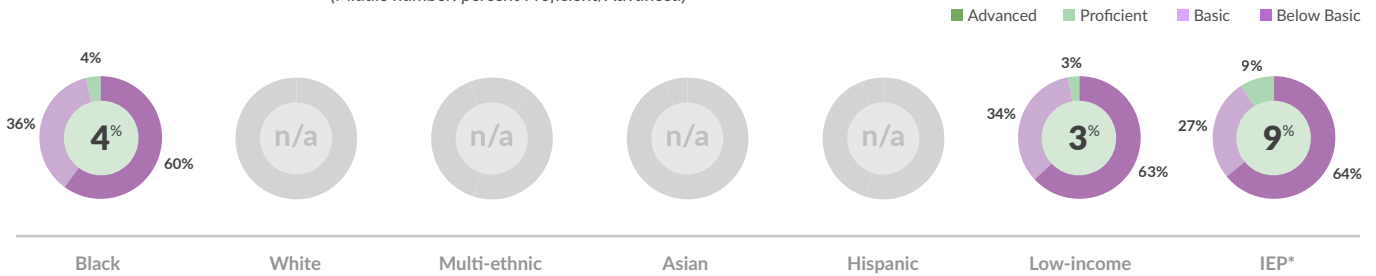 Advanced Proficient Basic Below Basic
4% 3% 9%
36% 4% 60% n/a n/a n/a n/a 34% 3% 63% 27% 9% 64%
Black White Multi-ethnic Asian Hispanic Low-income IEP*